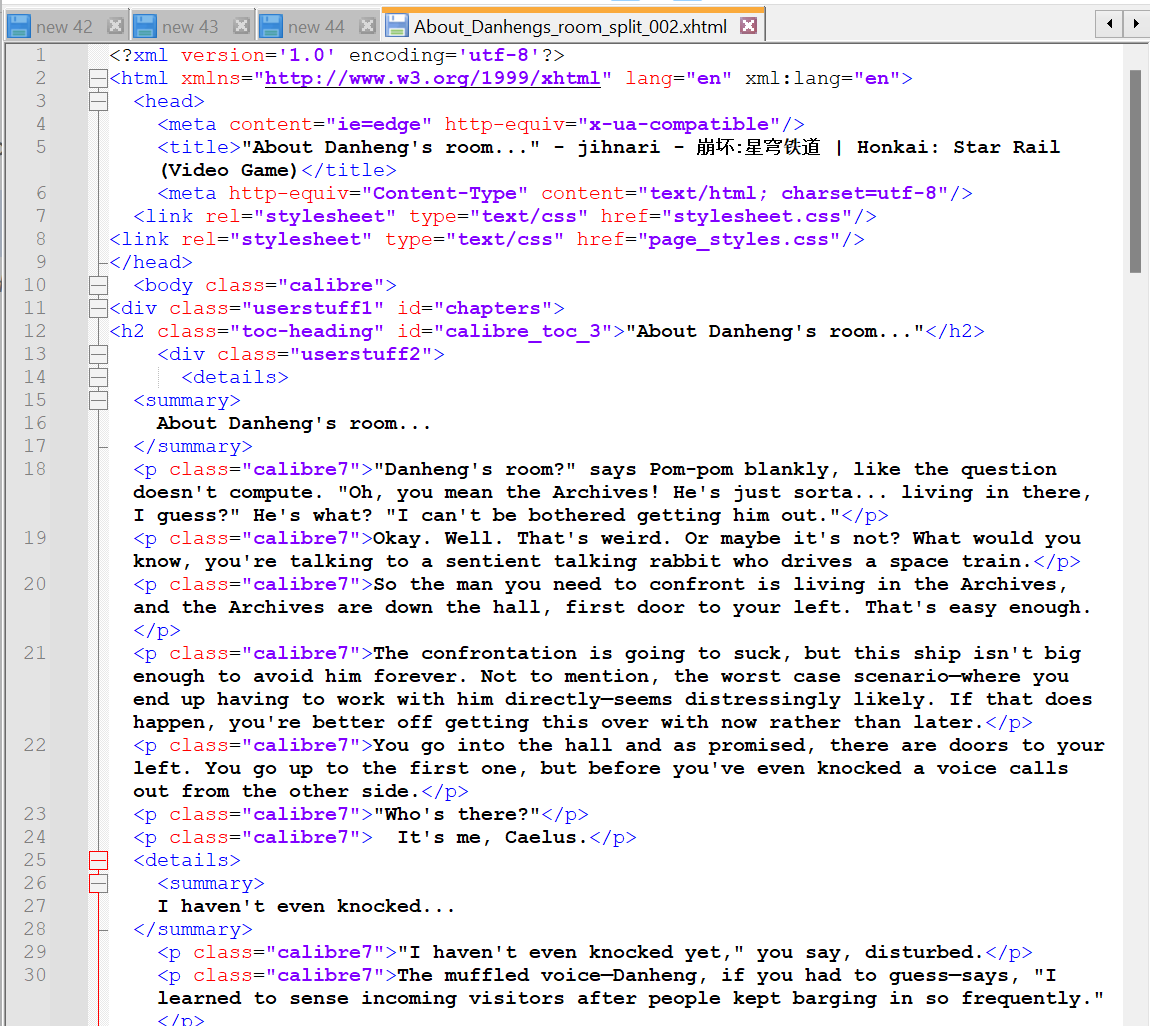 new 42 new 43 new 44 About_Danhengs_room_split_002.xhtml
1 <?xml version='1.0' encoding='utf-8'?>
2 <html xmlns="http://www.w3.org/1999/xhtml" lang="en" xml:lang="en">
3 <head>
4 <meta content="ie=edge" http-equiv="x-ua-compatible"/>
5 <title>"About Danheng's room..." - jihnari - 崩坏:星穹铁道 | Honkai: Star Rail
(Video Game)</title>
6 <meta http-equiv="Content-Type" content="text/html; charset=utf-8"/>
7 <link rel="stylesheet" type="text/css" href="stylesheet.css"/>
8 <link rel="stylesheet" type="text/css" href="page_styles.css"/>
9 </head>
10 <body class="calibre">
11 <div class="userstuff1" id="chapters">
12 <h2 class="toc-heading" id="calibre_toc_3">"About Danheng's room..."</h2>
13 <div class="userstuff2">
14 <details>
15 <summary>
16 About Danheng's room...
17 </summary>
18 <p class="calibre7">"Danheng's room?" says Pom-pom blankly, like the question
doesn't compute. "Oh, you mean the Archives! He's just sorta... living in there,
I guess?" He's what? "I can't be bothered getting him out."</p>
19 <p class="calibre7">Okay. Well. That's weird. Or maybe it's not? What would you
know, you're talking to a sentient talking rabbit who drives a space train.</p>
20 <p class="calibre7">So the man you need to confront is living in the Archives,
and the Archives are down the hall, first door to your left. That's easy enough.
</p>
21 <p class="calibre7">The confrontation is going to suck, but this ship isn't big
enough to avoid him forever. Not to mention, the worst case scenario—where you
end up having to work with him directly—seems distressingly likely. If that does
happen, you're better off getting this over with now rather than later.</p>
22 <p class="calibre7">You go into the hall and as promised, there are doors to your
left. You go up to the first one, but before you've even knocked a voice calls
out from the other side.</p>
23 <p class="calibre7">"Who's there?"</p>
24 <p class="calibre7">  It's me, Caelus.</p>
25 <details>
26 <summary>
27 I haven't even knocked...
28 </summary>
29 <p class="calibre7">"I haven't even knocked yet," you say, disturbed.</p>
30 <p class="calibre7">The muffled voice—Danheng, if you had to guess—says, "I
learned to sense incoming visitors after people kept barging in so frequently."
</p>